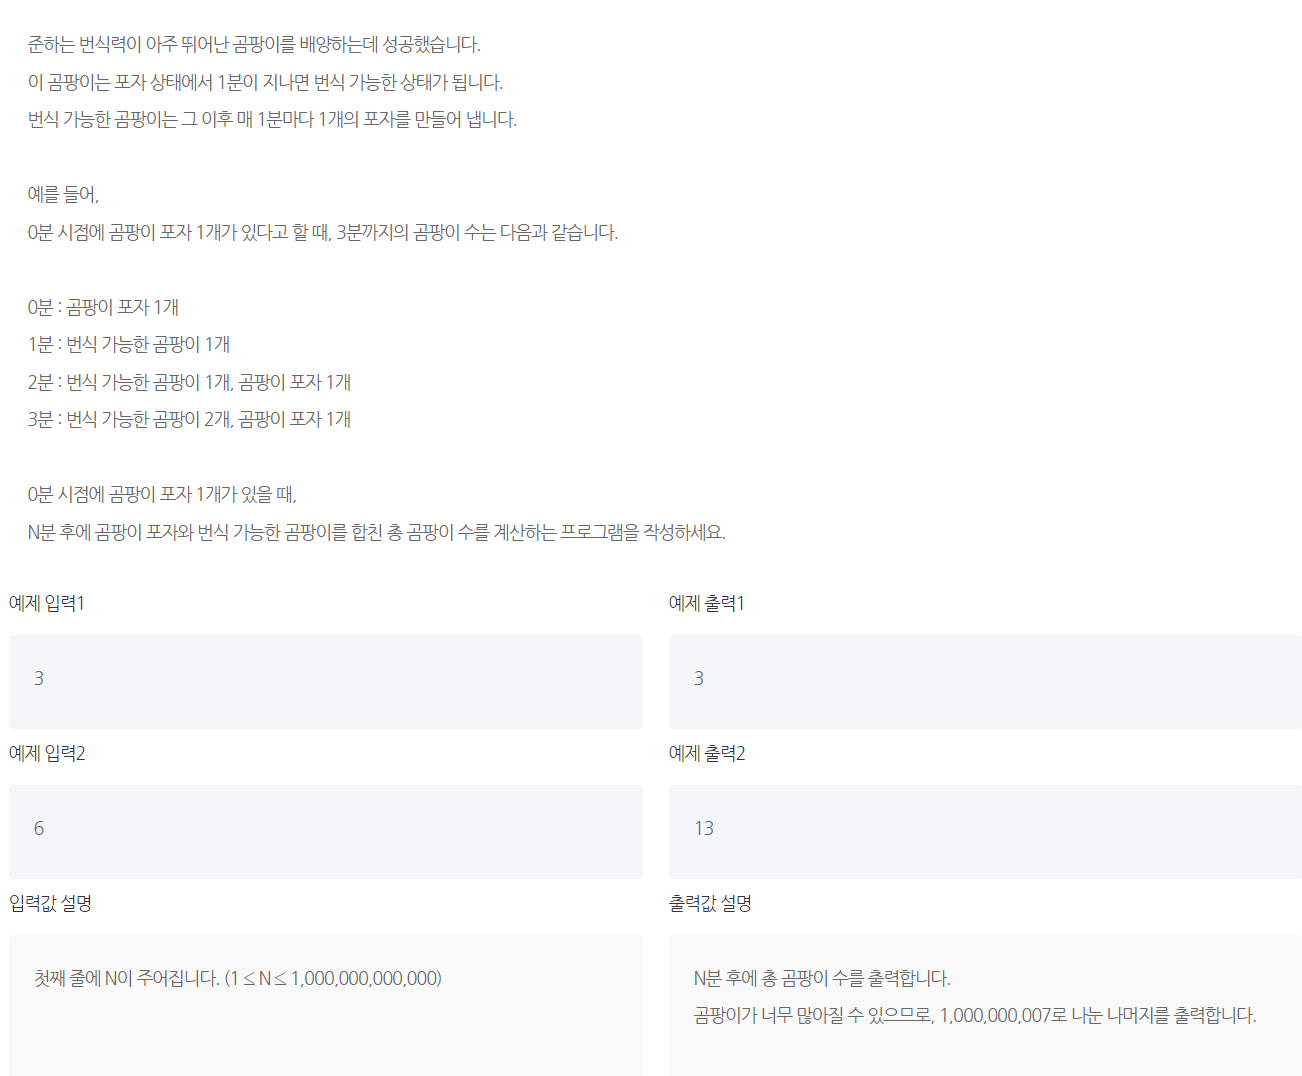 준하는 번식력이 아주 뛰어난 곰팡이를 배양하는데 성공했습니다.
이 곰팡이는 포자 상태에서 1분이 지나면 번식 가능한 상태가 됩니다.
번식 가능한 곰팡이는 그 이후 매 1분마다 1개의 포자를 만들어 냅니다.
예를 들어,
0분 시점에 곰팡이 포자 1개가 있다고 할 때, 3분까지의 곰팡이 수는 다음과 같습니다.
0분 : 곰팡이 포자 1개
1분 : 번식 가능한 곰팡이 1개
2분 : 번식 가능한 곰팡이 1개, 곰팡이 포자 1개
3분 : 번식 가능한 곰팡이 2개, 곰팡이 포자 1개
0분 시점에 곰팡이 포자 1개가 있을 때,
N분 후에 곰팡이 포자와 번식 가능한 곰팡이를 합친 총 곰팡이 수를 계산하는 프로그램을 작성하세요.
예제 입력1
예제 출력1
3
3
예제 입력2
예제 출력2
6
13
입력값 설명
출력값 설명
첫째 줄에 N이 주어집니다. (1 ≤ N ≤ 1,000,000,000,000)
N분 후에 총 곰팡이 수를 출력합니다.
곰팡이가 너무 많아질 수 있으므로, 1,000,000,007로 나눈 나머지를 출력합니다.